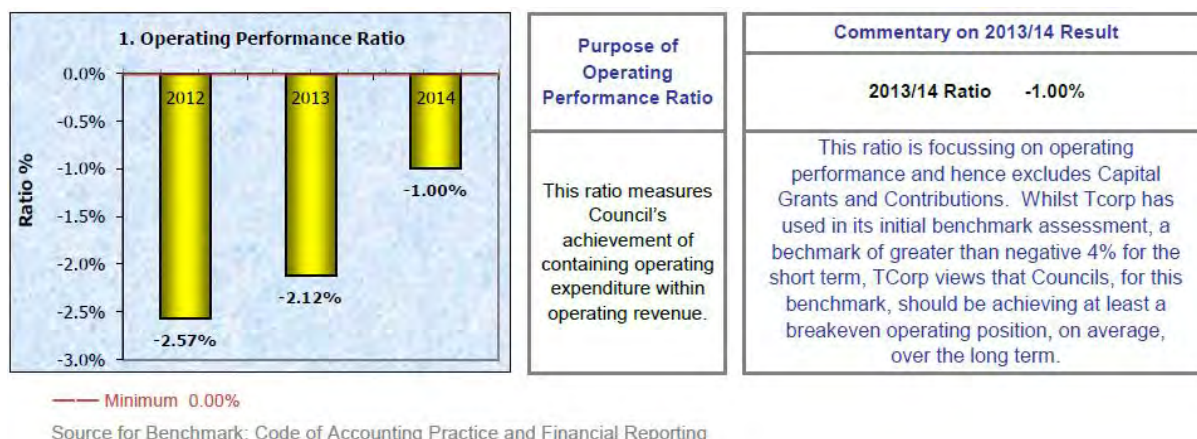 1. Operating Performance Ratio
Ratio %
0.0%
-0.5%
-1.0%
-1.5%
-2.0%
-2.5%
-3.0%
2012
2013
2014
-2.57%
-2.12%
-1.00%
Minimum 0.00%
Source for Benchmark: Code of Accounting Practice and Financial Reporting
Purpose of
Operating
Performance Ratio
This ratio measures
Council's
achievement of
containing operating
expenditure within
operating revenue.
Commentary on 2013/14 Result
2013/14 Ratio -1.00%
This ratio is focussing on operating
performance and hence excludes Capital
Grants and Contributions. Whilst Tcorp has
used in its initial benchmark assessment, a
bechmark of greater than negative 4% for the
short term, TCorp views that Councils, for this
benchmark, should be achieving at least a
breakeven operating position, on average,
over the long term.